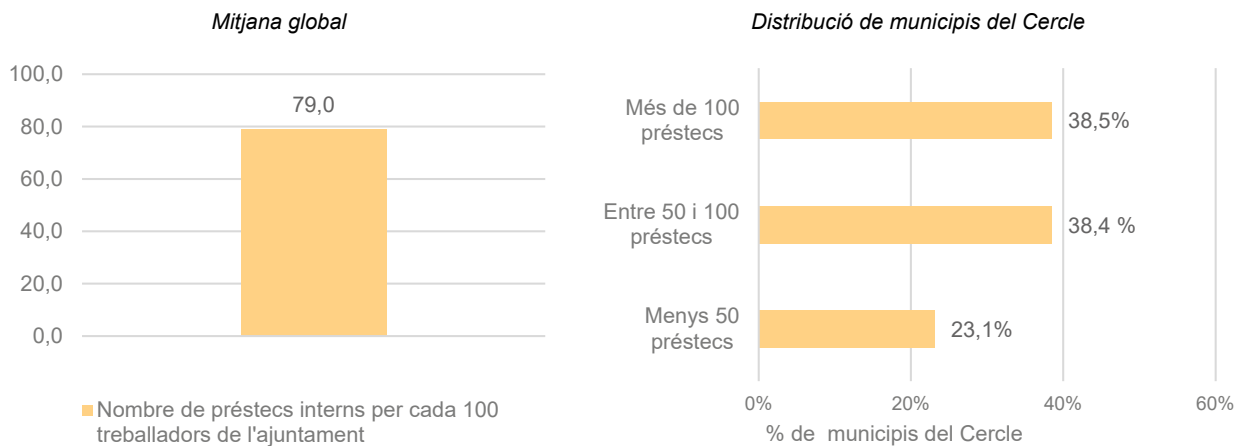 Mitjana global
100,0
80,0
60,0
40,0
20,0
0,0
79,0
Nombre de préstecs interns per cada 100
treballadors de l'ajuntament
Distribució de municipis del Cercle
Més de 100
préstecs
38,5%
Entre 50 i 100
préstecs
38,4 %
Menys 50
préstecs
23,1%
0%
20%
40%
60%
% de  municipis del Cercle